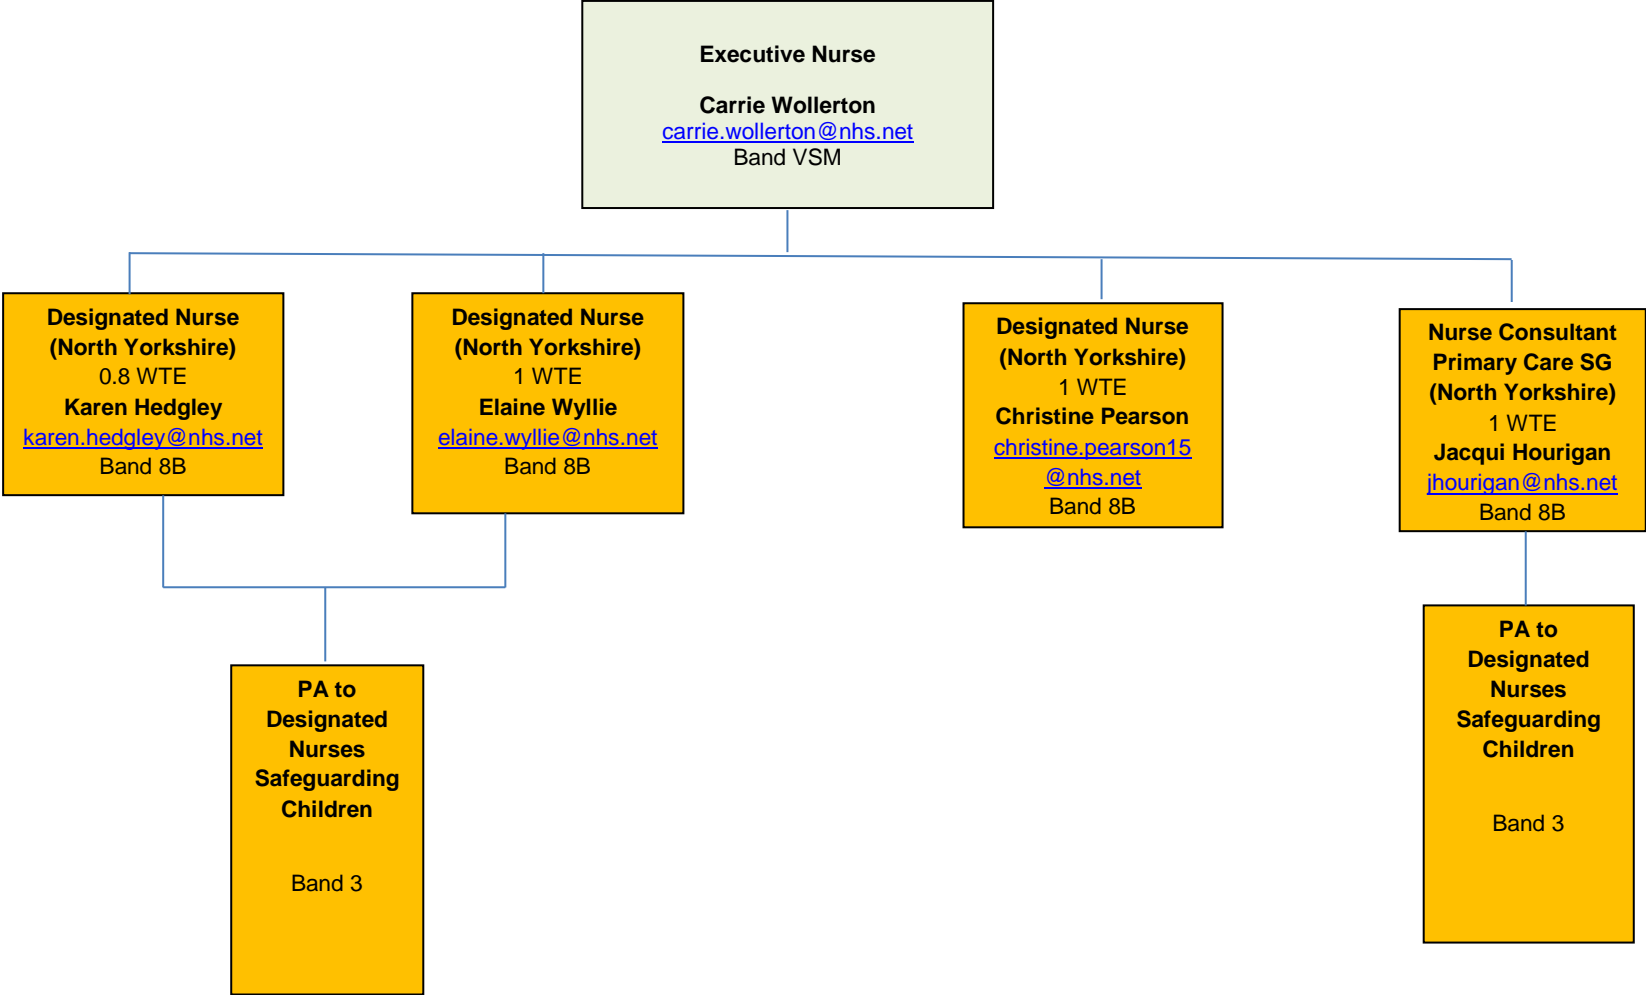 Executive Nurse
Carrie Wollerton
carrie.wollerton@nhs.net
Band VSM
Designated Nurse
(North Yorkshire)
0.8 WTE
Karen Hedgley
karen.hedgley@nhs.net
Band 8B
Designated Nurse
(North Yorkshire)
1 WTE
Elaine Wyllie
elaine.wyllie@nhs.net
Band 8B
Designated Nurse
(North Yorkshire)
1 WTE
Christine Pearson
christine.pearson15
@nhs.net
Band 8B
Nurse Consultant
Primary Care SG
(North Yorkshire)
1 WTE
Jacqui Hourigan
jhourigan@nhs.net
Band 8B
PA to
Designated
Nurses
Safeguarding
Children
Band 3
PA to
Designated
Nurses
Safeguarding
Children
Band 3